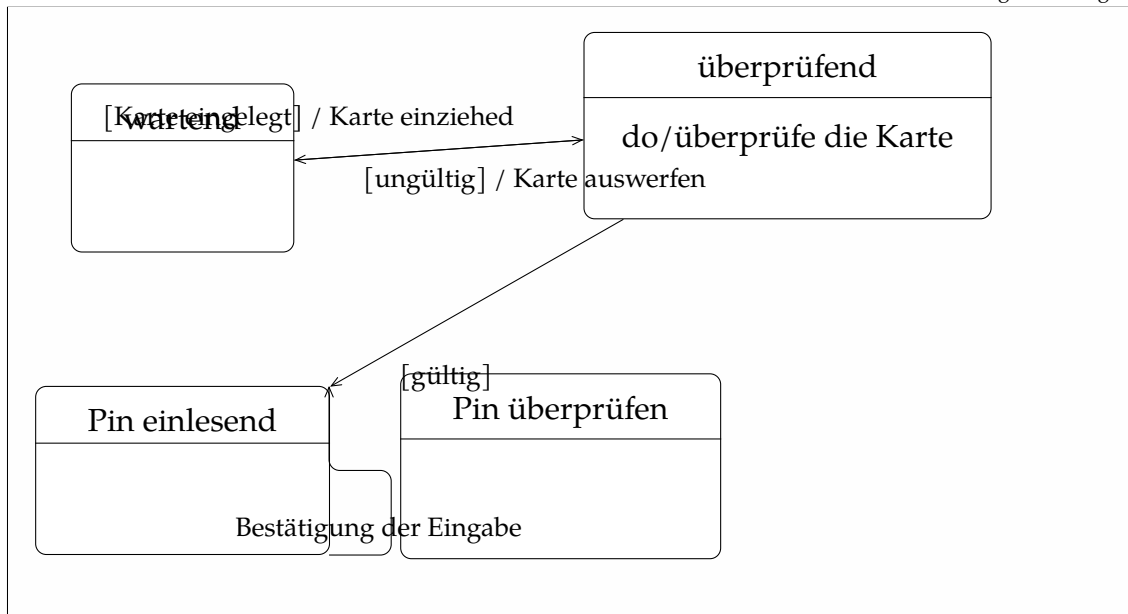 überprüfend
wartend
[Karte eingelegt] / Karte einziehed
do/überprüfe die Karte
[ungültig] / Karte auswerfen
[gültig]
Pin einlesend
Pin überprüfen
Bestätigung der Eingabe